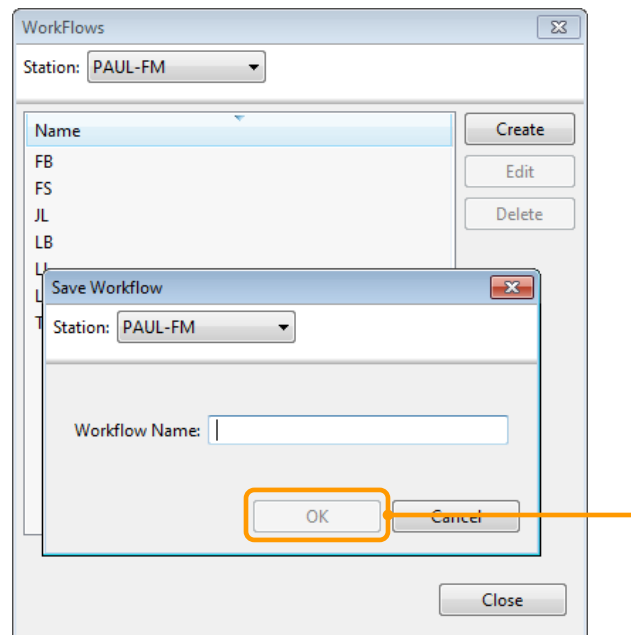 WorkFlows
Station: PAUL-FM
Name
Create
FB
Edit
FS
JL
Delete
LB
Save Workflow
Station: PAUL-FM
Workflow Name:
OK
Cancel
Close